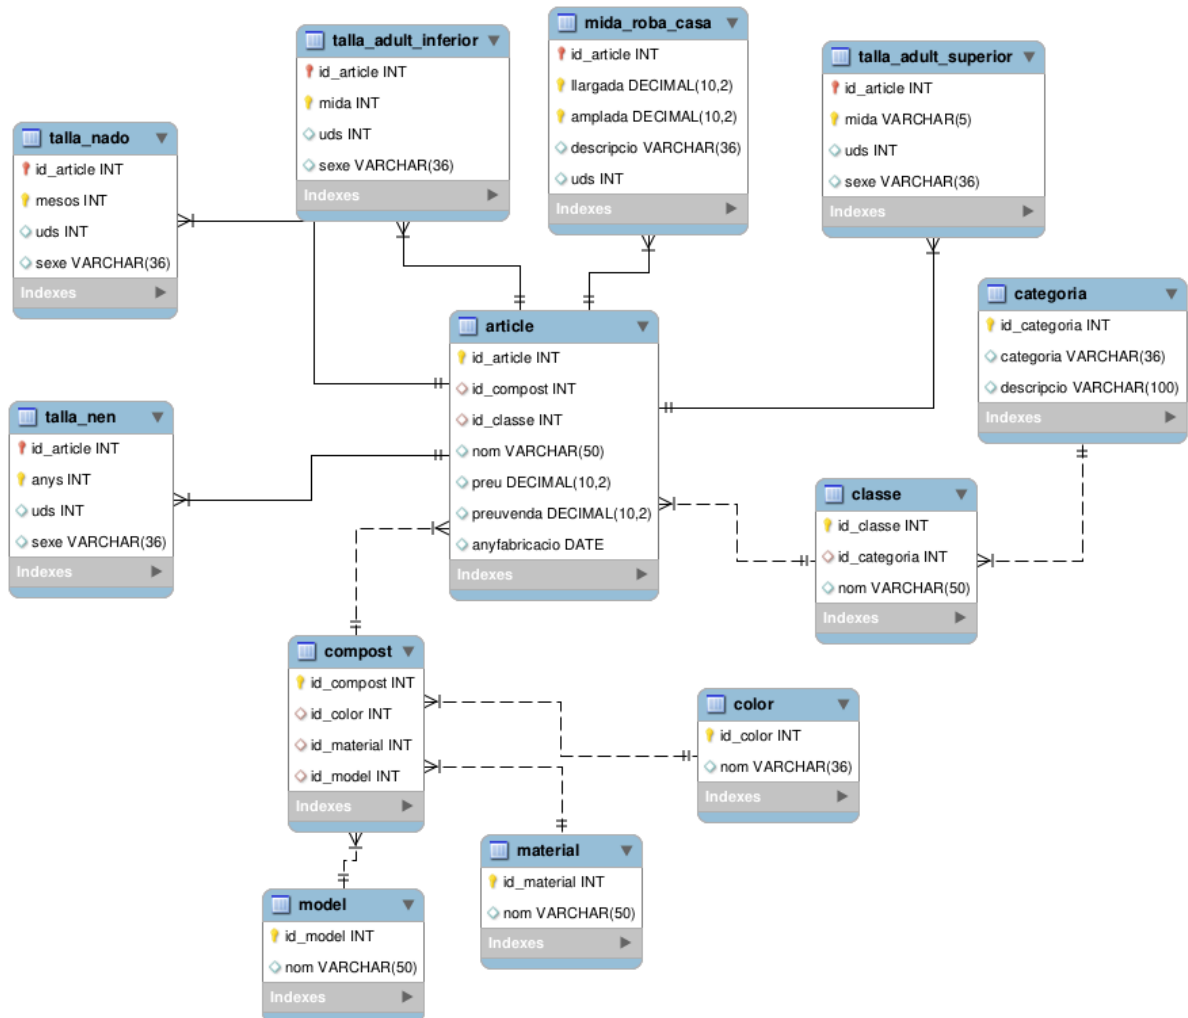 talla_adult_inferior
id_article INT
mida INT
uds INT
sexe VARCHAR(36)
Indexes
mida_roba_casa
id_article INT
llargada DECIMAL(10,2)
amplada DECIMAL(10,2)
descripcio VARCHAR(36)
uds INT
Indexes
talla_adult_superior
id_article INT
mida VARCHAR(5)
uds INT
sexe VARCHAR(36)
Indexes
talla_nado
id_article INT
mesos INT
uds INT
sexe VARCHAR(36)
Indexes
categoria
id_categoria INT
categoria VARCHAR(36)
descripcio VARCHAR(100)
Indexes
article
id_article INT
id_compost INT
id_classe INT
nom VARCHAR(50)
preu DECIMAL(10,2)
preuvenda DECIMAL(10,2)
anyfabricacio DATE
Indexes
talla_nen
id_article INT
anys INT
uds INT
sexe VARCHAR(36)
Indexes
classe
id_classe INT
id_categoria INT
nom VARCHAR(50)
Indexes
compost
id_compost INT
id_color INT
id_material INT
id_model INT
Indexes
color
id_color INT
nom VARCHAR(36)
Indexes
material
id_material INT
nom VARCHAR(50)
Indexes
model
id_model INT
nom VARCHAR(50)
Indexes